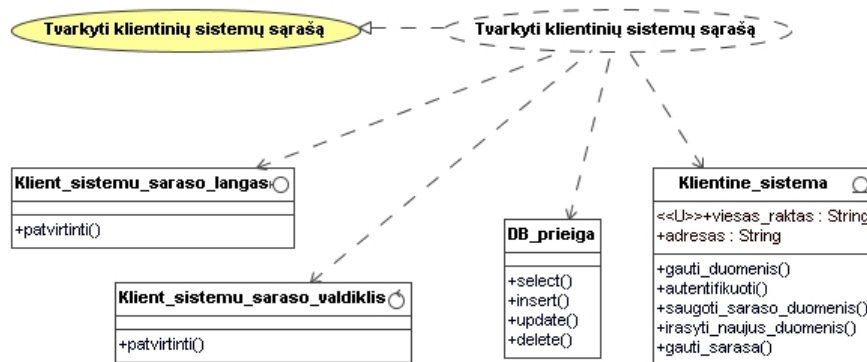 Tvarkyti klientinių sistemų sąrašą
Tvarkyti klientinių sistemų sąrašą
Klient_sistemu_saraso_langas
+patvirtinti()
Klient_sistemu_saraso_valdiklis
+patvirtinti()
DB_prieiga
+select()
+insert()
+update()
+delete()
Klientine_sistema
<<U>>+viesas_raktas : String
+adresas : String
+gauti_duomenis()
+autentifikuoti()
+saugoti_saraso_duomenis()
+irasyti_naujus_duomenis()
+gauti_sarasa()